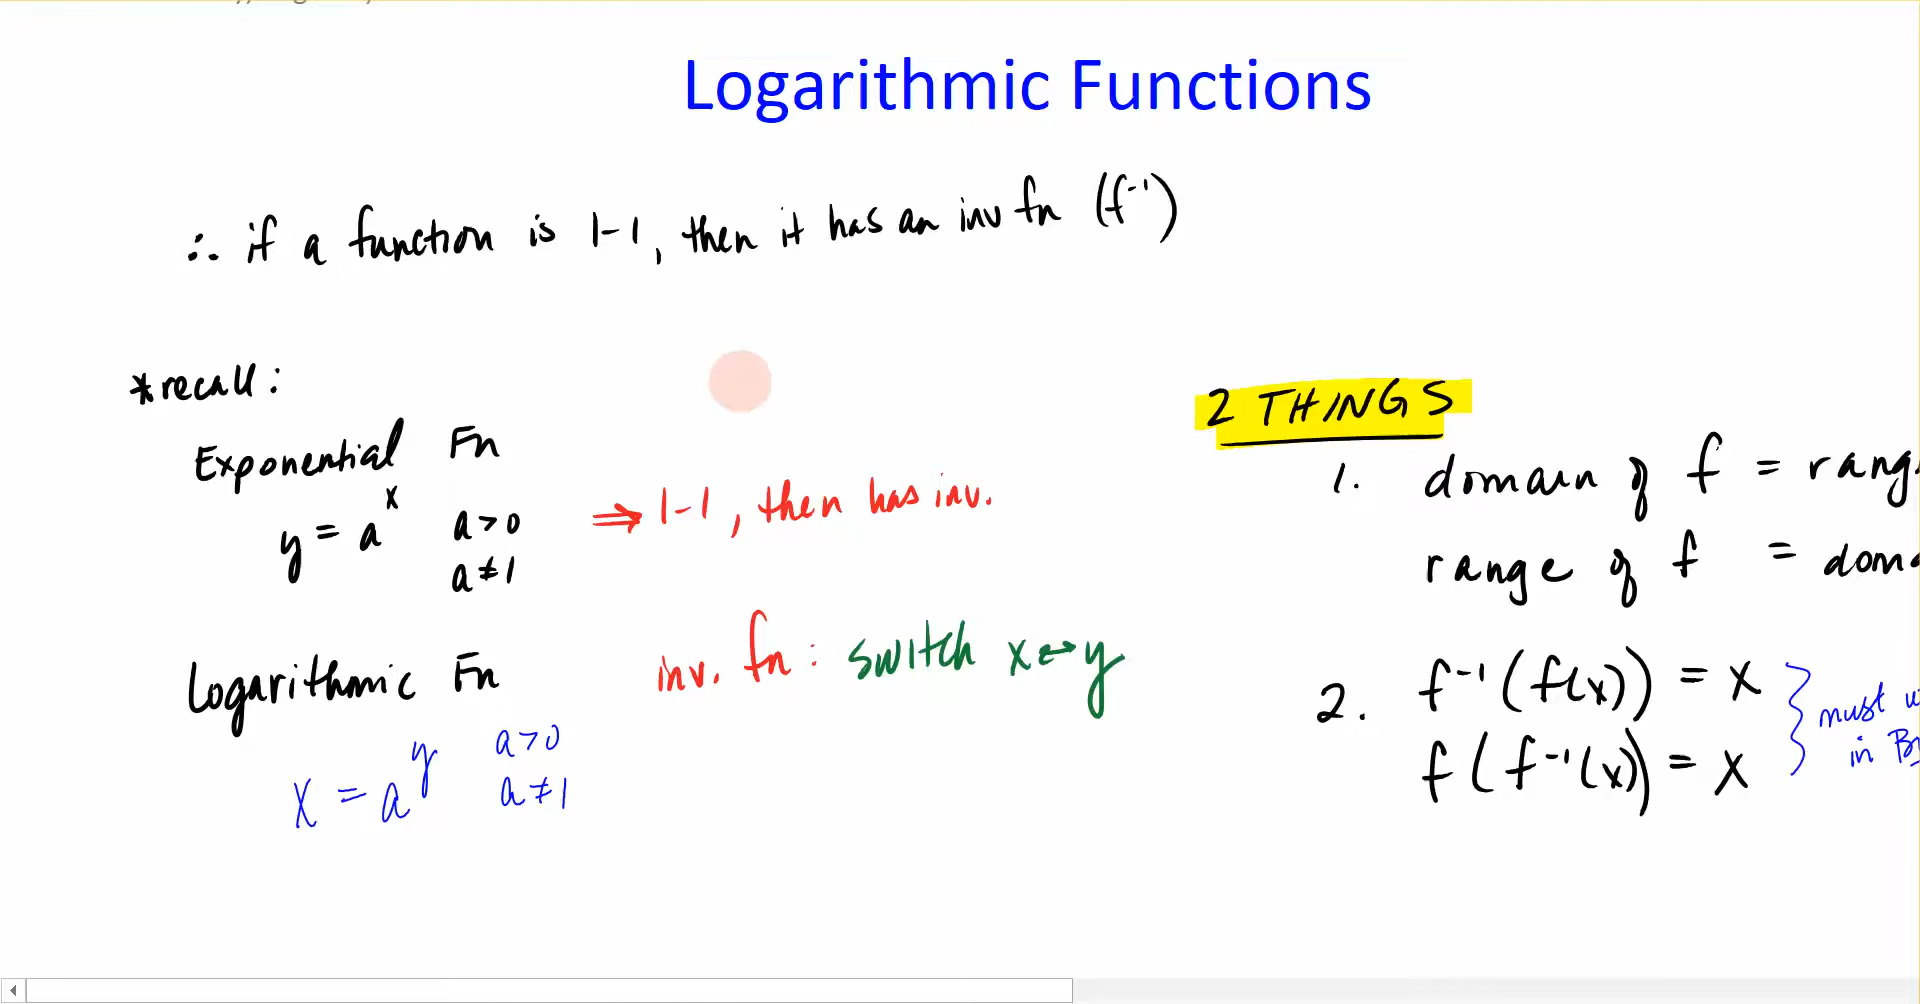 Logarithmic Functions
∴ if a function is 1-1, then it has an inv fn (f⁻¹)
*recall:
Exponential Fn
y = aˣ a>0
a≠1
⇒ 1-1, then has inv.
Logarithmic Fn
inv. fn: switch x↔y
x = aʸ a>0
a≠1
2 THINGS
1. domain of f = rang
range of f = dom
2. f⁻¹(f(x)) = x
f(f⁻¹(x)) = x
must
in